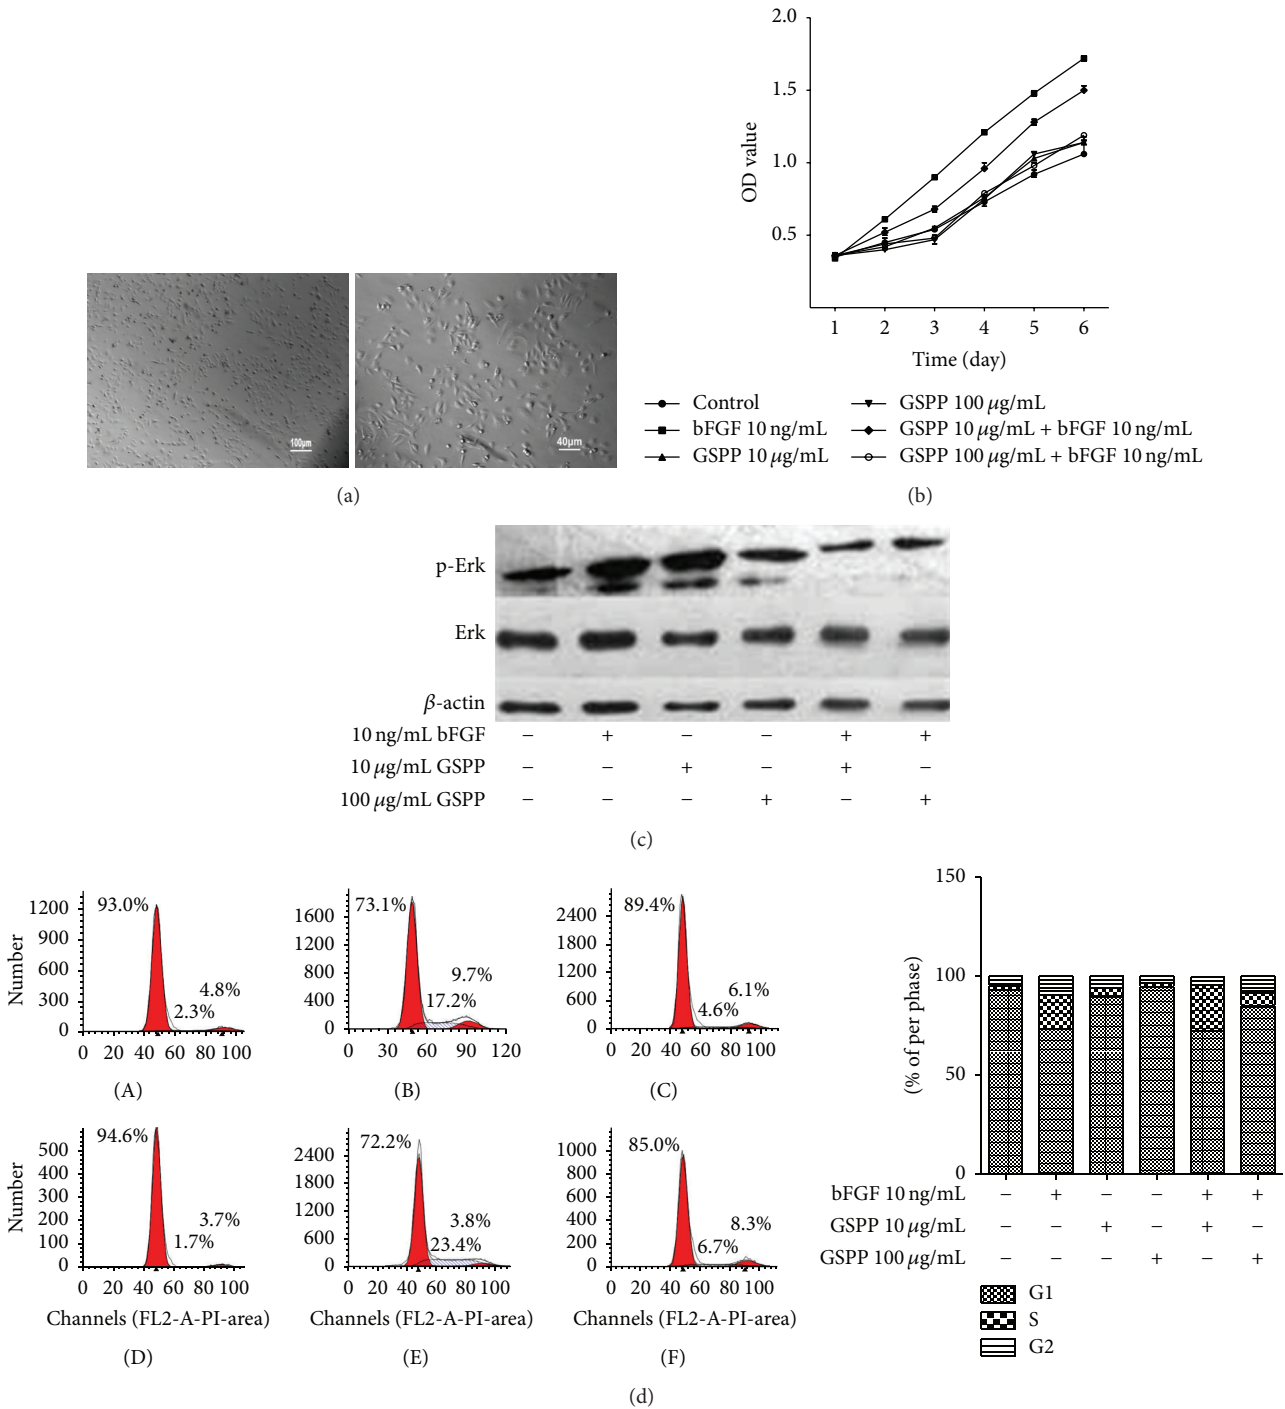 100μm
40μm
(a)
2.0
1.5
1.0
0.5
OD value
1 2 3 4 5 6
Time (day)
Control
bFGF 10 ng/mL
GSPP 10 μg/mL
GSPP 100 μg/mL
GSPP 10 μg/mL + bFGF 10 ng/mL
GSPP 100 μg/mL + bFGF 10 ng/mL
(b)
p-Erk
Erk
β-actin
10 ng/mL bFGF − + − − + +
10 μg/mL GSPP − − + − + −
100 μg/mL GSPP − − − + − +
(c)
Number
1200
900
600
300
0
93.0%
4.8%
2.3%
0 20 40 60 80 100
(A)
1600
1200
800
400
0
73.1%
9.7%
17.2%
0 30 60 90 120
(B)
2400
1800
1200
600
0
89.4%
6.1%
4.6%
0 20 40 60 80 100
(C)
Number
500
400
300
200
100
0
94.6%
3.7%
1.7%
0 20 40 60 80 100
Channels (FL2-A-PI-area)
(D)
2400
1800
1200
600
0
72.2%
3.8%
23.4%
0 20 40 60 80 100
Channels (FL2-A-PI-area)
(E)
1000
800
600
400
200
0
85.0%
8.3%
6.7%
0 20 40 60 80 100
Channels (FL2-A-PI-area)
(F)
150
100
50
0
(% of per phase)
bFGF 10 ng/mL − + − − + +
GSPP 10 μg/mL − − + − + −
GSPP 100 μg/mL − − − + − +
G1
S
G2
(d)